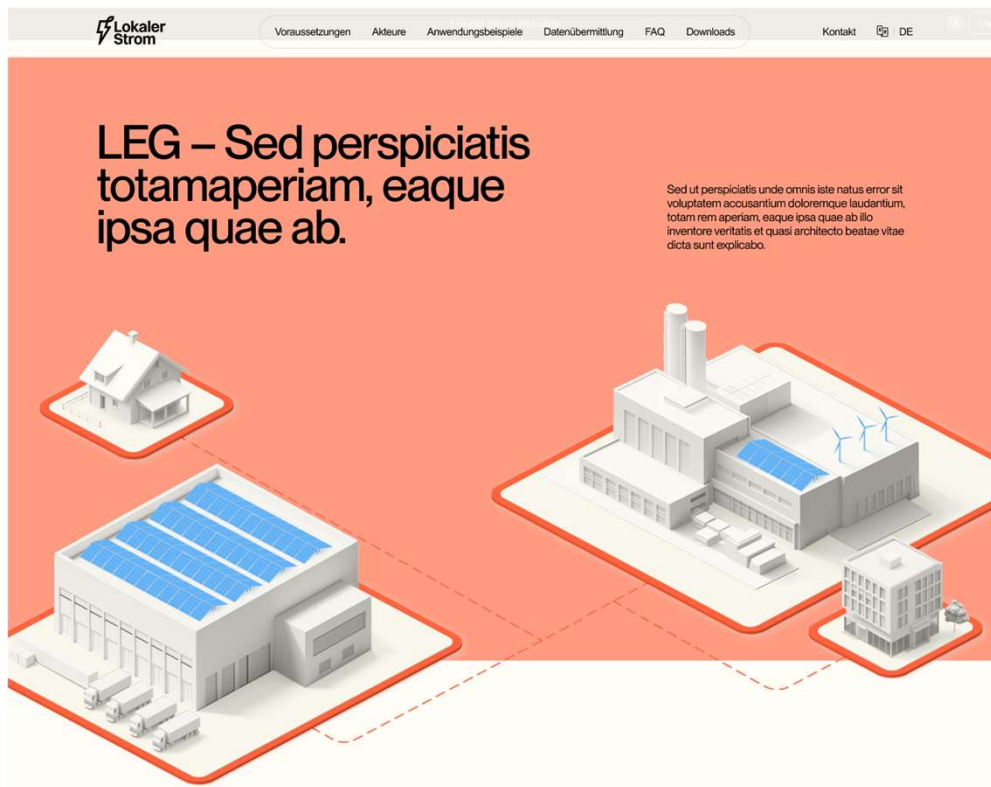 Lokaler
Strom
Voraussetzungen Akteure Anwendungsbeispiele Datenübermittlung FAQ Downloads
Kontakt DE
LEG – Sed perspiciatis
totamaperiam, eaque
ipsa quae ab.
Sed ut perspiciatis unde omnis iste natus error sit
voluptatem accusantium doloremque laudantium,
totam rem aperiam, eaque ipsa quae ab illo
inventore veritatis et quasi architecto beatae vitae
dicta sunt explicabo.